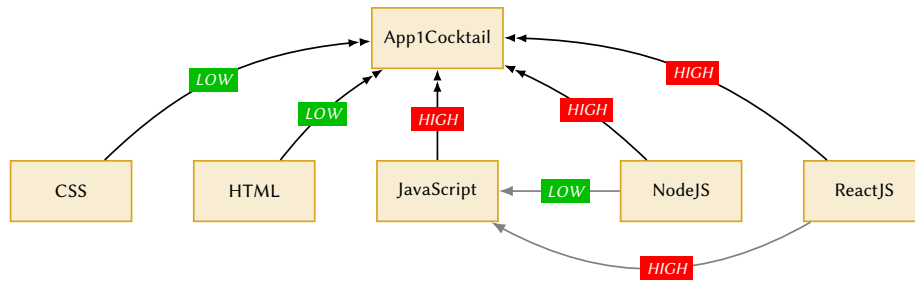 App1Cocktail
LOW
HIGH
LOW
HIGH
HIGH
CSS
HTML
JavaScript
LOW
NodeJS
ReactJS
HIGH